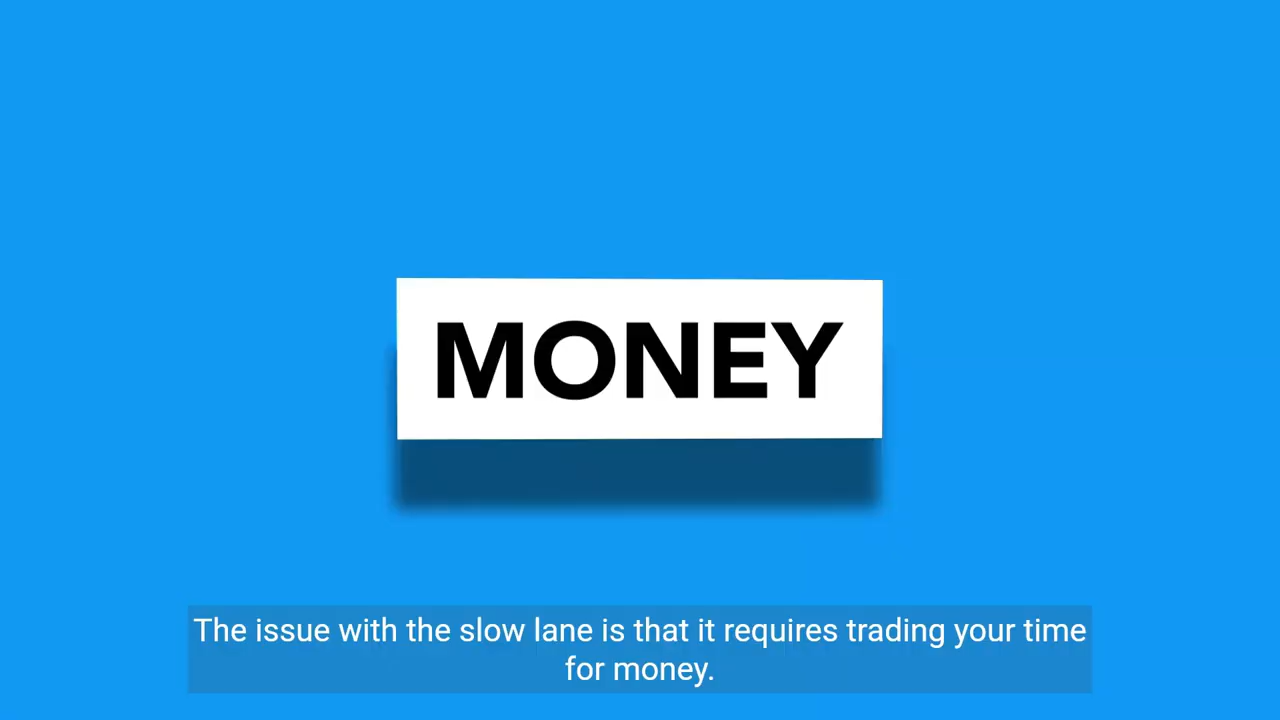 MONEY
The issue with the slow lane is that it requires trading your time
for money.